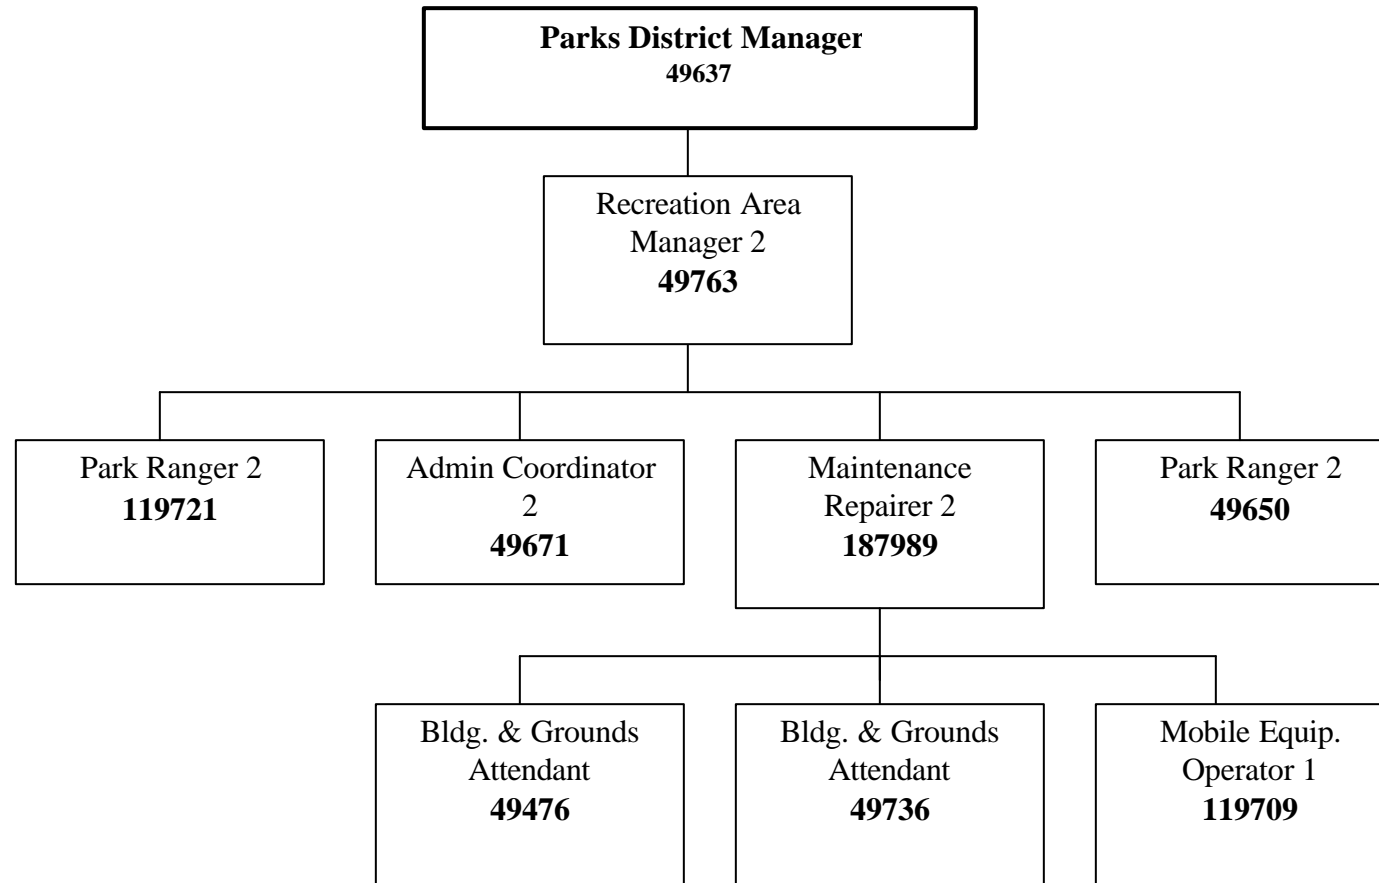 Parks District Manager
49637
Recreation Area
Manager 2
49763
Park Ranger 2
119721
Admin Coordinator
2
49671
Maintenance
Repairer 2
187989
Park Ranger 2
49650
Bldg. & Grounds
Attendant
49476
Bldg. & Grounds
Attendant
49736
Mobile Equip.
Operator 1
119709